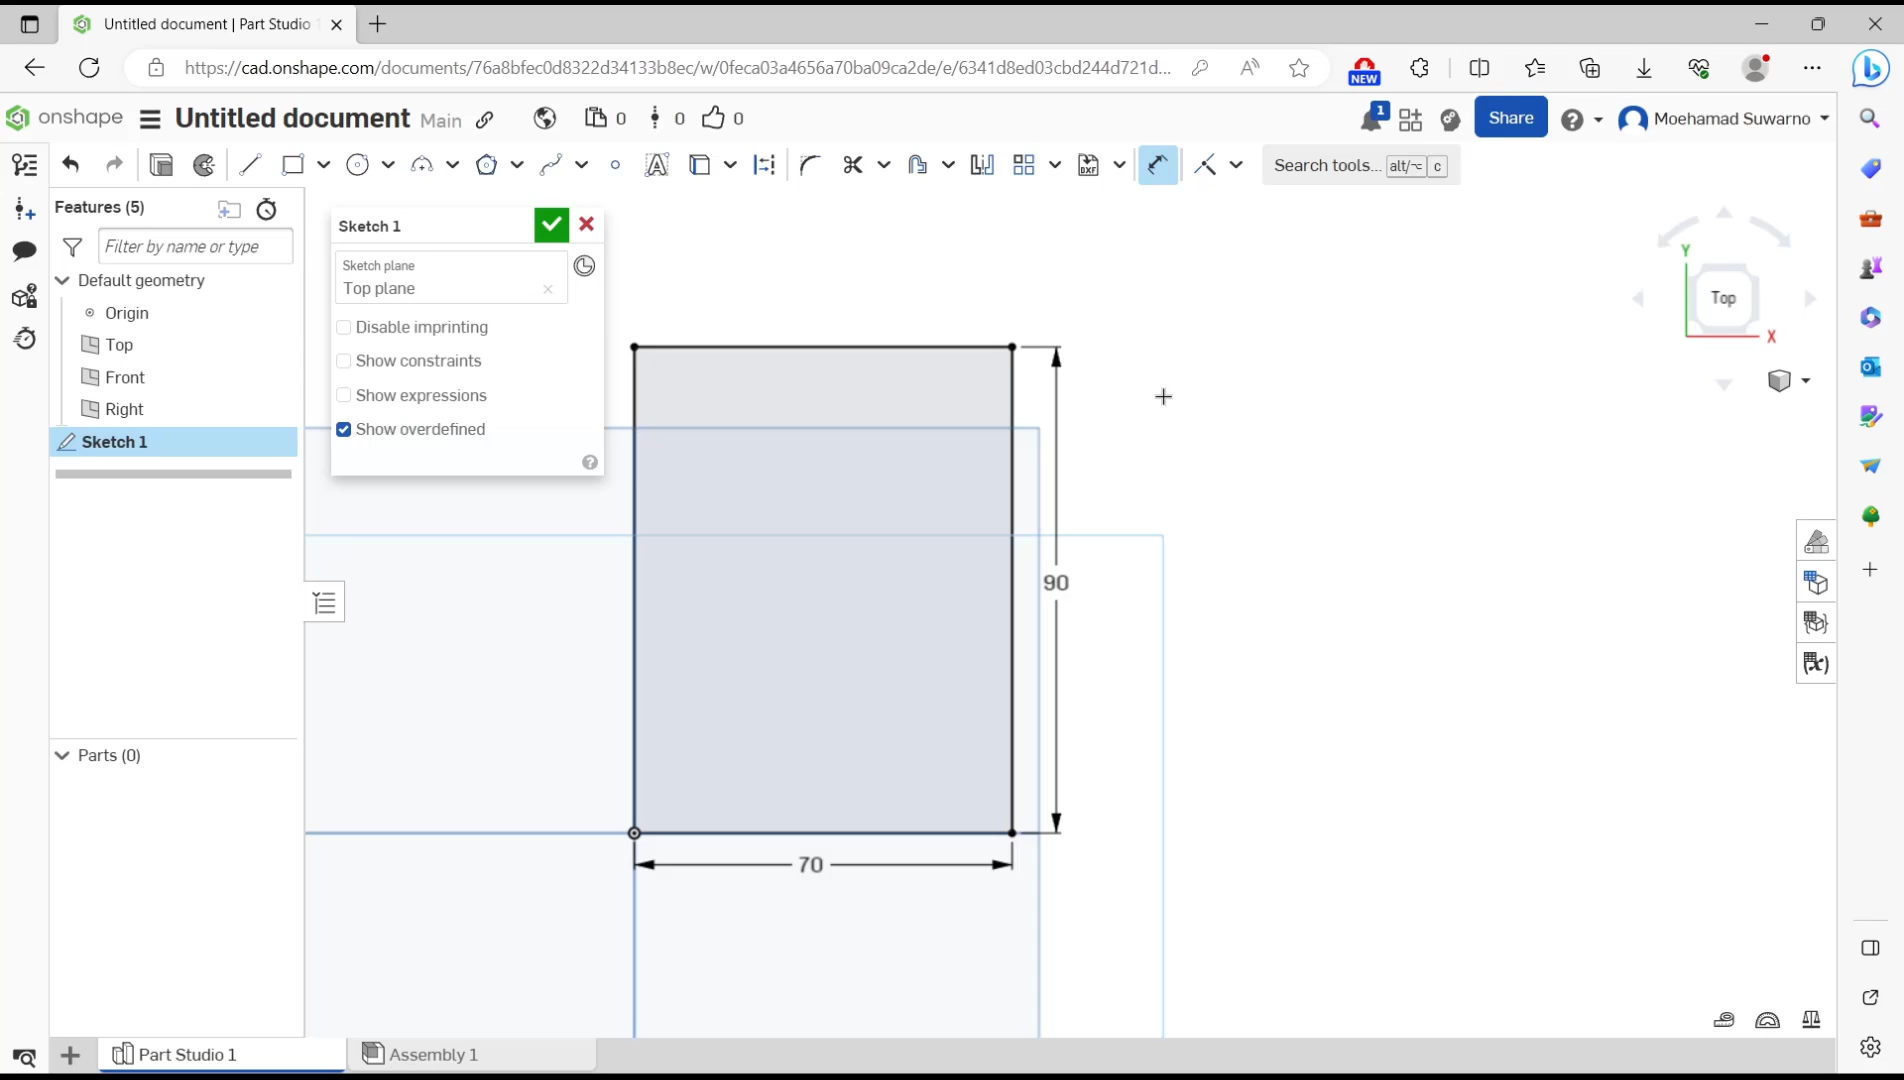 Untitled document | Part Studio
https://cad.onshape.com/documents/76a8bfec0d8322d34133b8ec/w/0feca03a4656a70ba09ca2de/e/6341d8ed03cbd244d721d...
NEW
onshape
Untitled document
Main
0
0
0
1
Share
Moehamad Suwarno
DXF
Search tools... alt/⌥ c
Features (5)
Filter by name or type
Default geometry
Origin
Top
Front
Right
Sketch 1
Parts (0)
Sketch 1
Sketch plane
Top plane
Disable imprinting
Show constraints
Show expressions
Show overdefined
Y
Top
X
90
70
(x)
Part Studio 1
Assembly 1